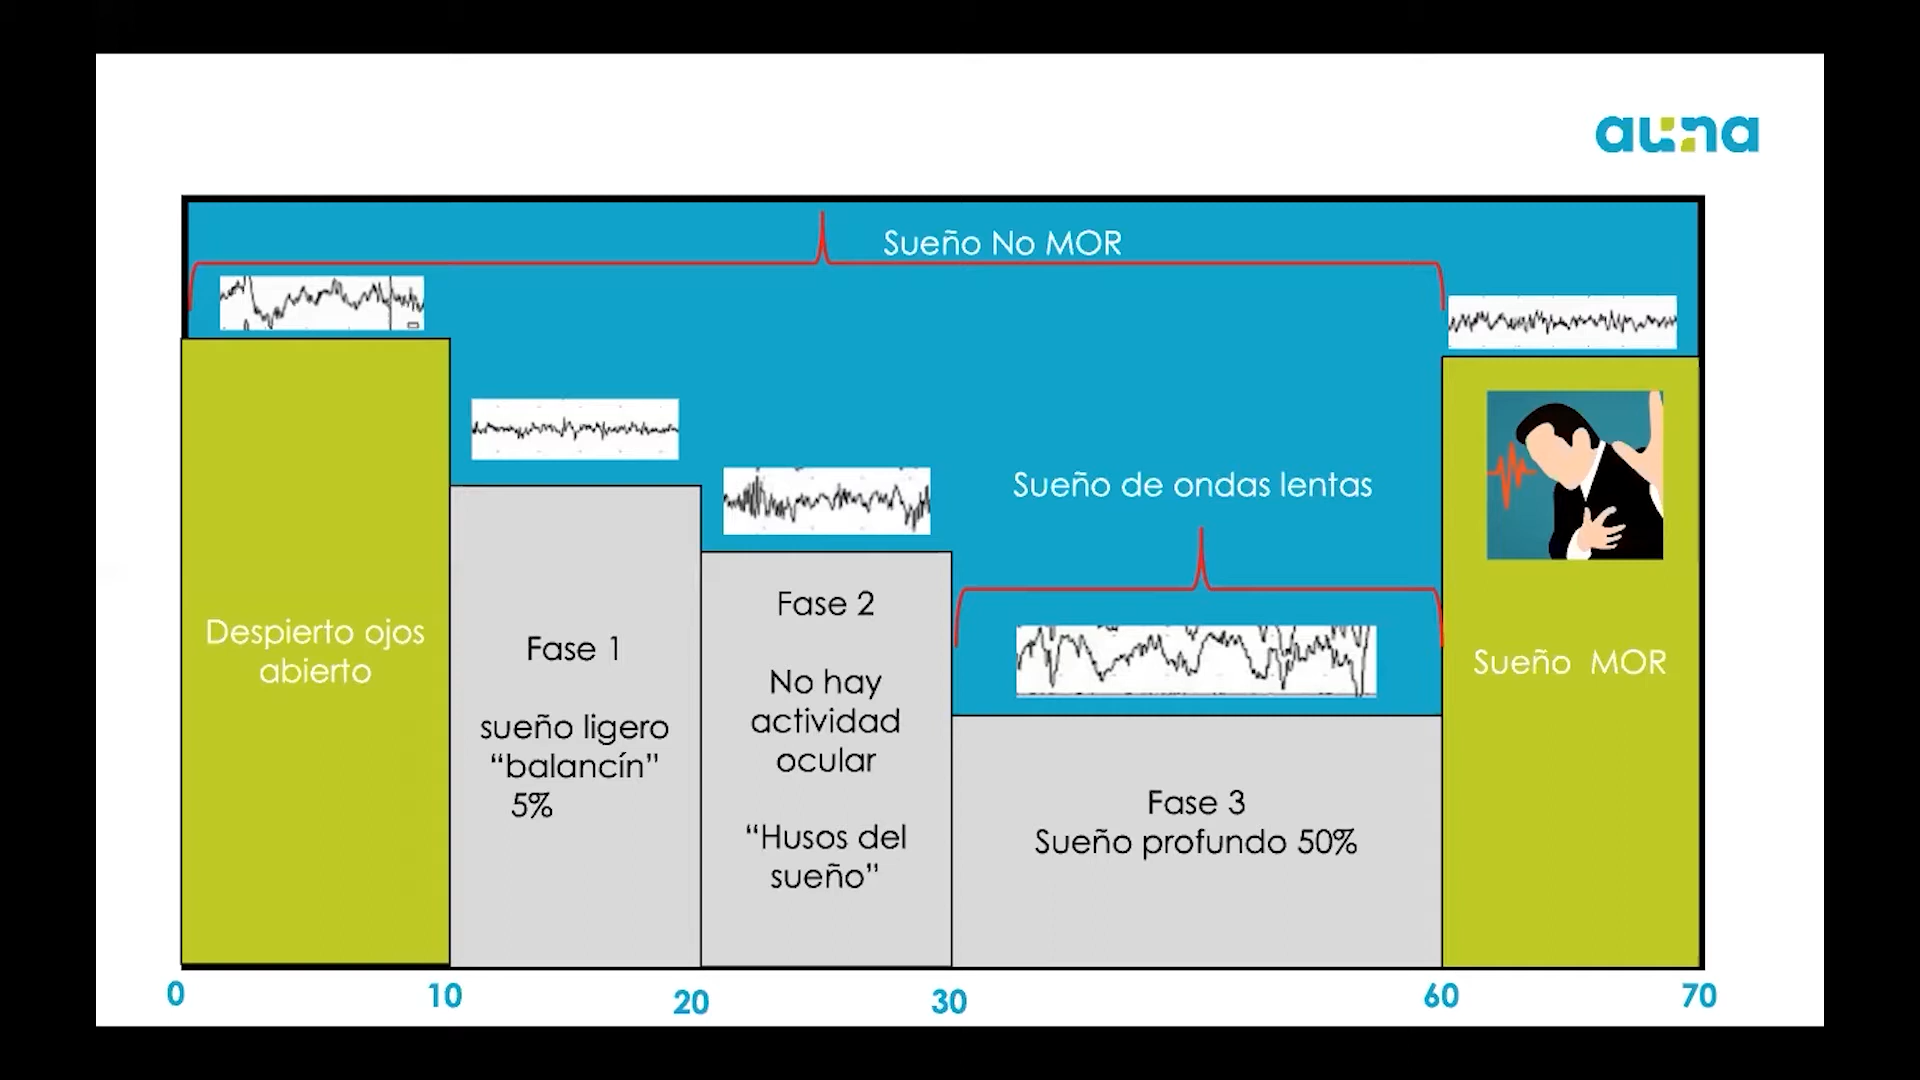 auna
Sueño No MOR
Despierto ojos
abierto
Fase 1
sueño ligero
“balancín”
5%
Fase 2
No hay
actividad
ocular
“Husos del
sueño”
Sueño de ondas lentas
Fase 3
Sueño profundo 50%
Sueño MOR
0
10
20
30
60
70